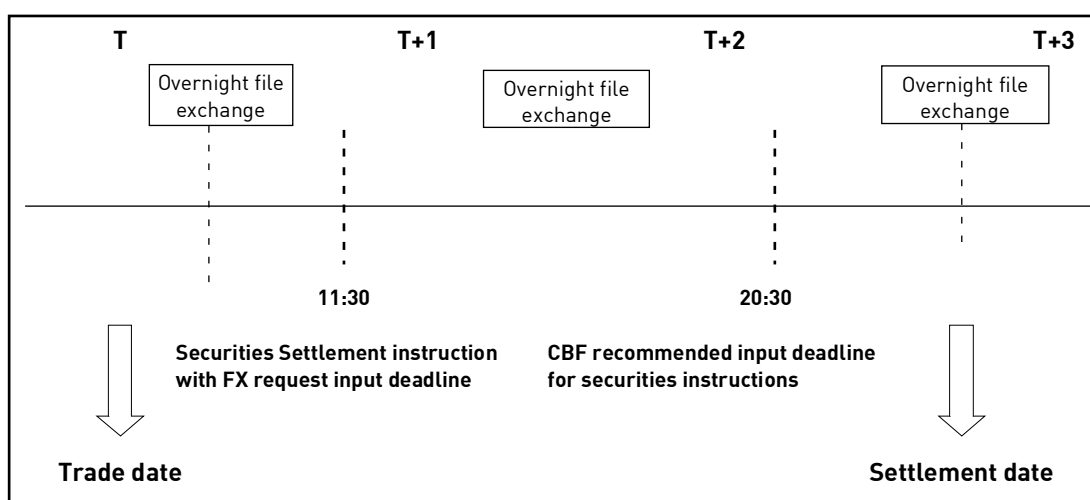 T
T+1
T+2
T+3
Overnight file
exchange
Overnight file
exchange
Overnight file
exchange
11:30
20:30
Securities Settlement instruction
with FX request input deadline
CBF recommended input deadline
for securities instructions
Trade date
Settlement date